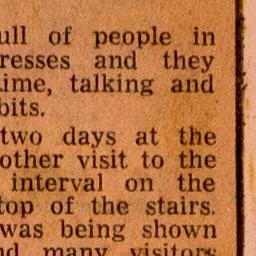 ull of people in
resses and they
ime, talking and
bits.
two days at the
other visit to the
interval on the
top of the stairs.
was being shown
nd many visitors